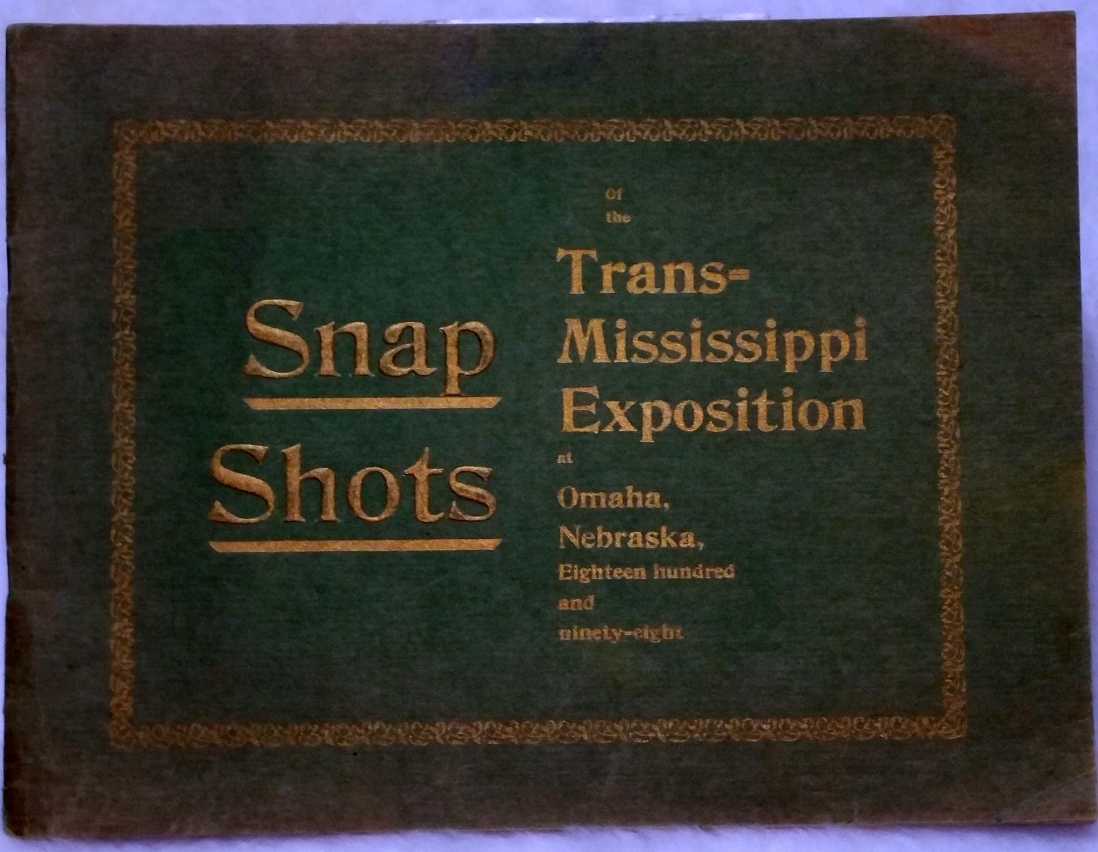 Snap
Shots
Of
the
Trans-
Mississippi
Exposition
at
Omaha,
Nebraska,
Eighteen hundred
and
ninety-eight